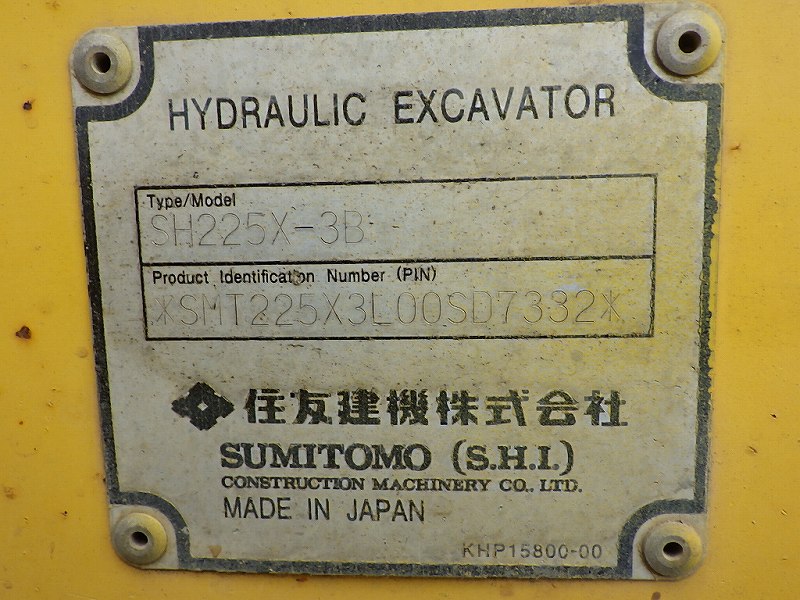 HYDRAULIC EXCAVATOR
Type/Model
SH225X-3B
Product Identification Number (PIN)
*SMT225X3L00SD7332*
住友建機株式会社
SUMITOMO (S.H.I.)
CONSTRUCTION MACHINERY CO., LTD.
MADE IN JAPAN
KHP15800-00